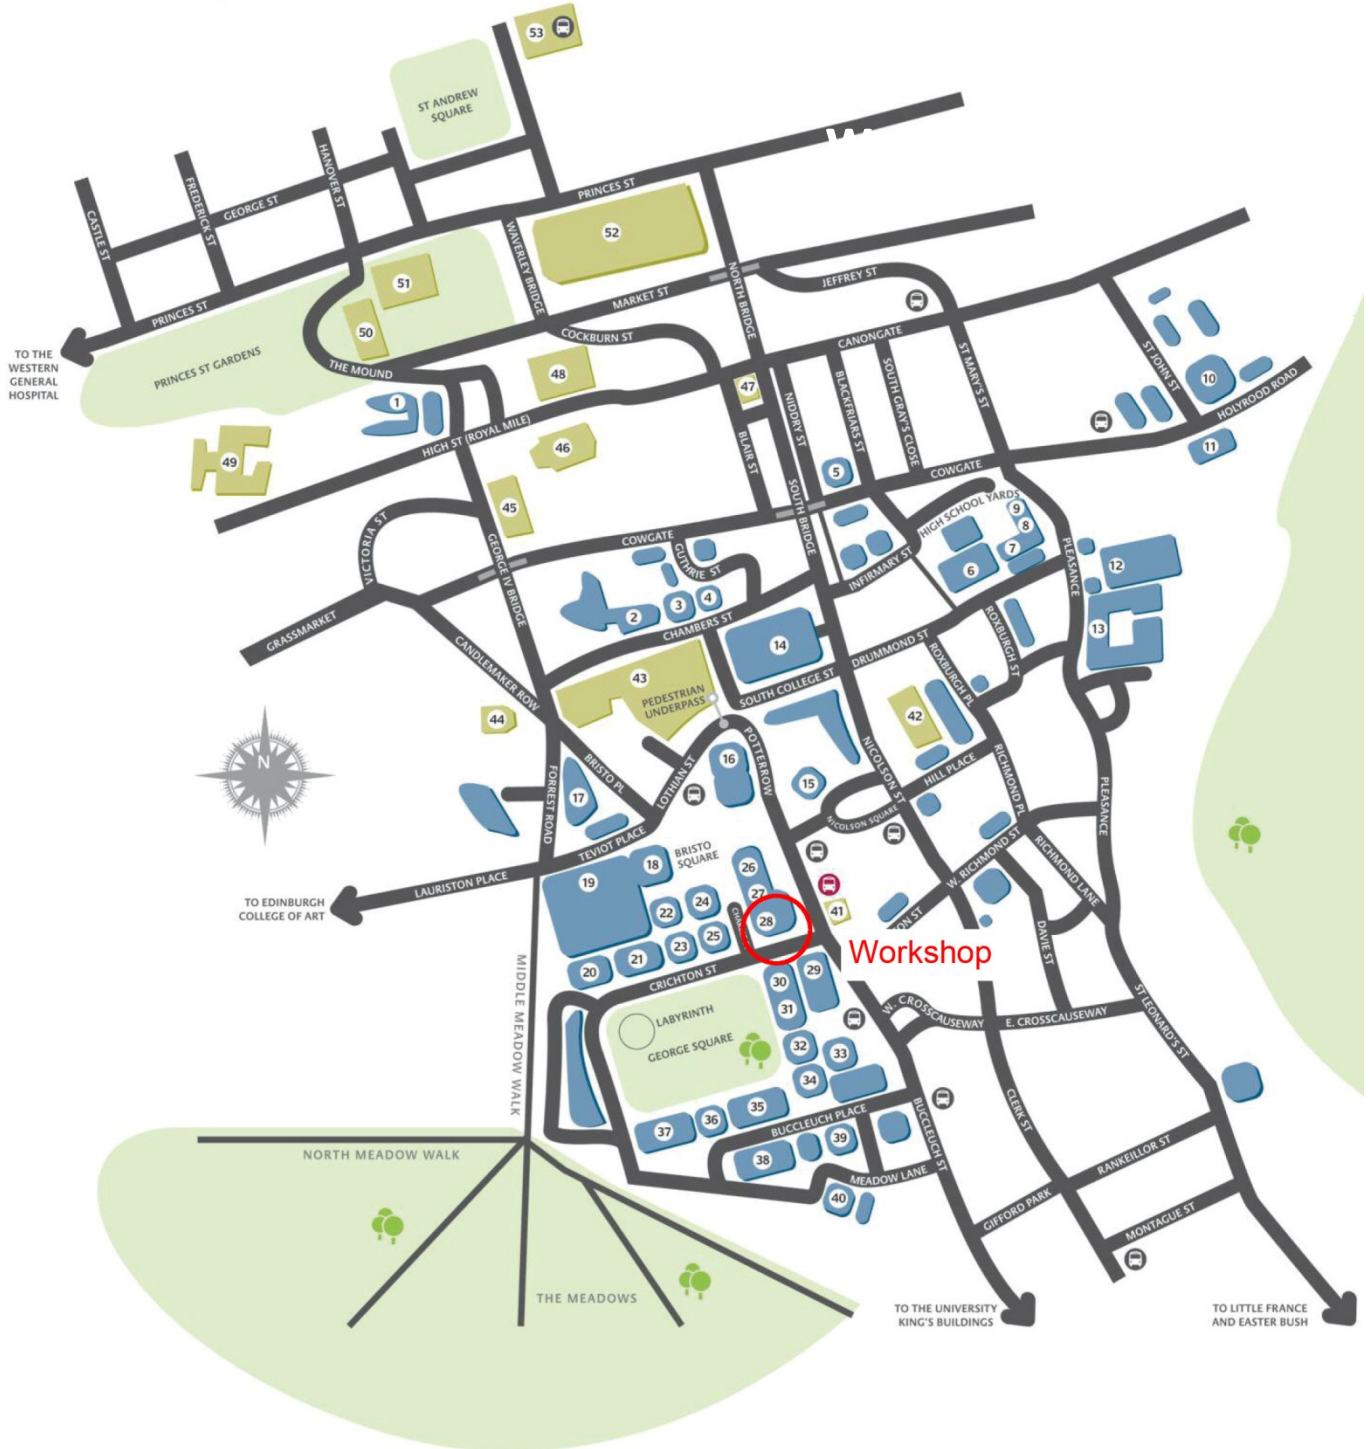 53
ST ANDREW
SQUARE
HANOVER ST
FREDERICK ST
CASTLE ST
GEORGE ST
PRINCES ST
52
51
WAVERLEY BRIDGE
NORTH BRIDGE
MARKET ST
JEFFREY ST
PRINCES ST
50
COCKBURN ST
CANONGATE
TO THE
WESTERN
GENERAL
HOSPITAL
PRINCES ST GARDENS
THE MOUND
48
47
1
HIGH ST (ROYAL MILE)
46
49
45
NIDDRY ST
BLACKFRIARS ST
SOUTH GRAY'S CLOSE
ST MARY'S ST
ST JOHN ST
10
HOLYROOD ROAD
11
BLAIR ST
5
COWGATE
SOUTH BRIDGE
HIGH SCHOOL YARDS
9
8
7
6
VICTORIA ST
GEORGE IV BRIDGE
COWGATE
GUTHRIE ST
INFIRMARY ST
PLEASANCE
12
13
2
3
4
CHAMBERS ST
14
GRASSMARKET
CANDLEMAKER ROW
43
PEDESTRIAN
UNDERPASS
SOUTH COLLEGE ST
DRUMMOND ST
ROXBURGH ST
ROXBURGH PL
42
44
N
BRISTO PL
LOTHIAN ST
16
POTTERROW
15
NICOLSON ST
HILL PLACE
NICOLSON SQUARE
RICHMOND PL
PLEASANCE
FORREST ROAD
17
TEVIOT PLACE
18
BRISTO
SQUARE
26
27
28
W. RICHMOND ST
RICHMOND LANE
LAURISTON PLACE
19
TO EDINBURGH
COLLEGE OF ART
22
24
41
ON ST
DAVIE ST
20
21
23
25
CHA
Workshop
CRICHTON ST
29
30
31
MIDDLE MEADOW WALK
LABYRINTH
GEORGE SQUARE
W. CROSSCAUSEWAY
E. CROSSCAUSEWAY
ST LEONARD'S ST
32
33
34
35
36
37
BUCCLEUCH PLACE
BUCCLEUCH ST
CLERK ST
38
39
40
MEADOW LANE
NORTH MEADOW WALK
GIFFORD PARK
RANKEILLOR ST
MONTAGUE ST
THE MEADOWS
TO THE UNIVERSITY
KING'S BUILDINGS
TO LITTLE FRANCE
AND EASTER BUSH